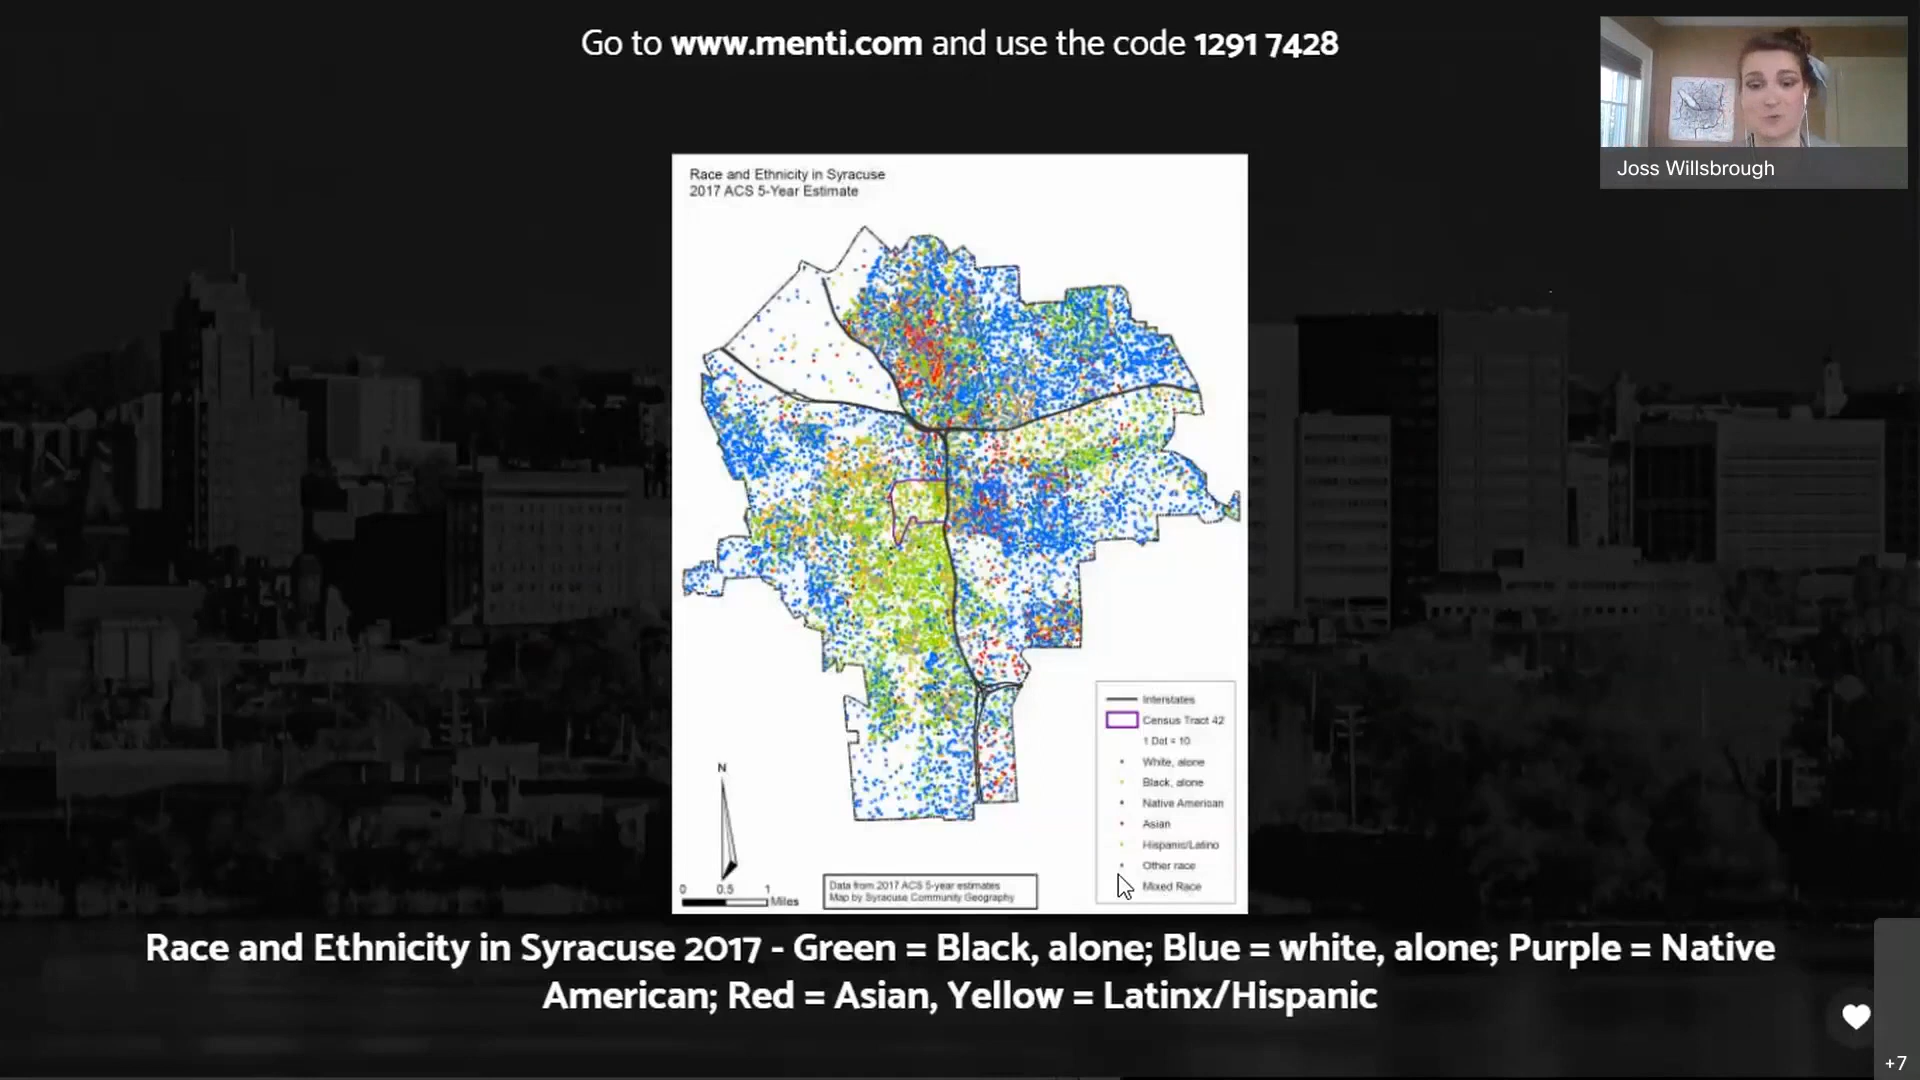 Go to www.menti.com and use the code 1291 7428
Joss Willsbrough
Race and Ethnicity in Syracuse
2017 ACS 5-Year Estimate
Interstates
Census Tract 42
1 Dot = 10
White, alone
Black, alone
Native American
Asian
Hispanic/Latino
Other race
Mixed Race
N
0 0.5 1
Miles
Data from 2017 ACS 5-year estimates
Map by Syracuse Community Geography
Race and Ethnicity in Syracuse 2017 - Green = Black, alone; Blue = white, alone; Purple = Native
American; Red = Asian, Yellow = Latinx/Hispanic
+7